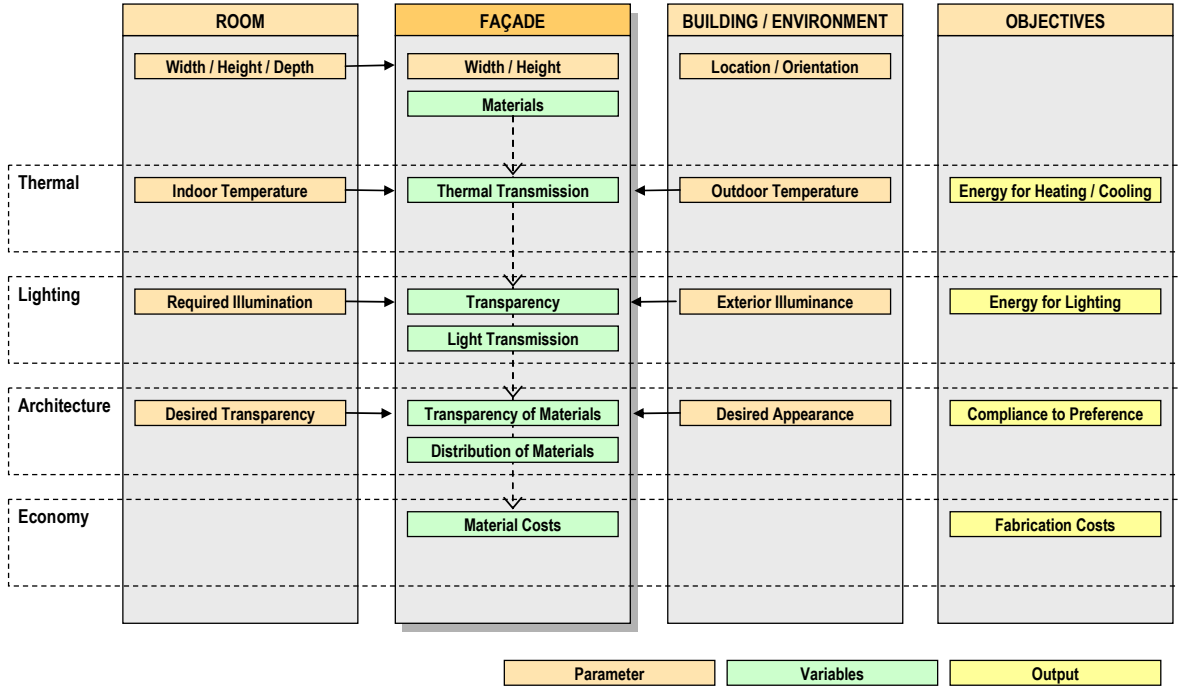 ROOM
FAÇADE
BUILDING / ENVIRONMENT
OBJECTIVES
Width / Height / Depth
Width / Height
Location / Orientation
Materials
Thermal
Indoor Temperature
Thermal Transmission
Outdoor Temperature
Energy for Heating / Cooling
Lighting
Required Illumination
Transparency
Exterior Illuminance
Energy for Lighting
Light Transmission
Architecture
Desired Transparency
Transparency of Materials
Desired Appearance
Compliance to Preference
Distribution of Materials
Economy
Material Costs
Fabrication Costs
Parameter
Variables
Output